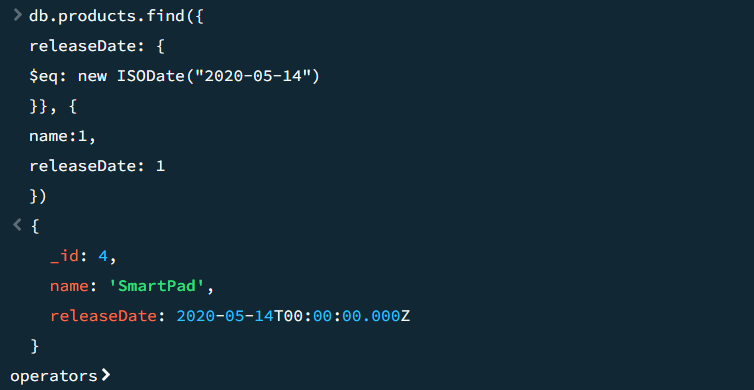 > db.products.find({
releaseDate: {
$eq: new ISODate("2020-05-14")
}}, {
name:1,
releaseDate: 1
})
< {
_id: 4,
name: 'SmartPad',
releaseDate: 2020-05-14T00:00:00.000Z
}
operators>